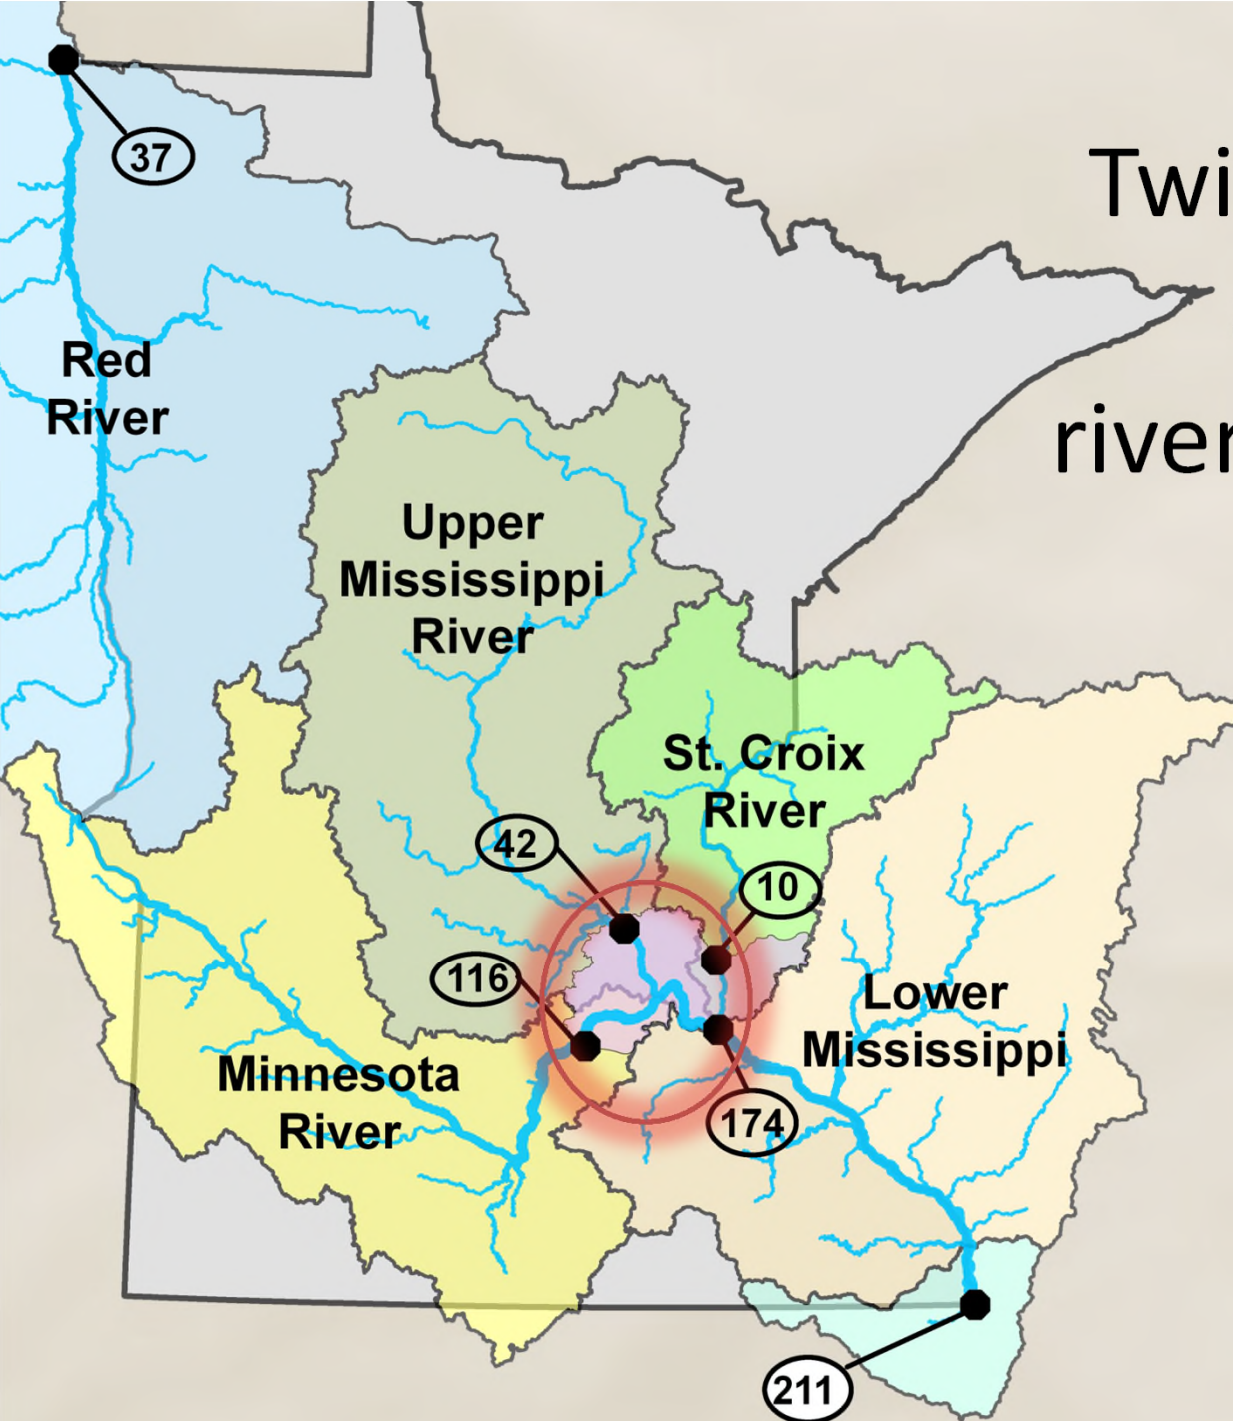 37
Twi
Red
River
river
Upper
Mississippi
River
St. Croix
River
42
10
116
Lower
Mississippi
Minnesota
River
174
211